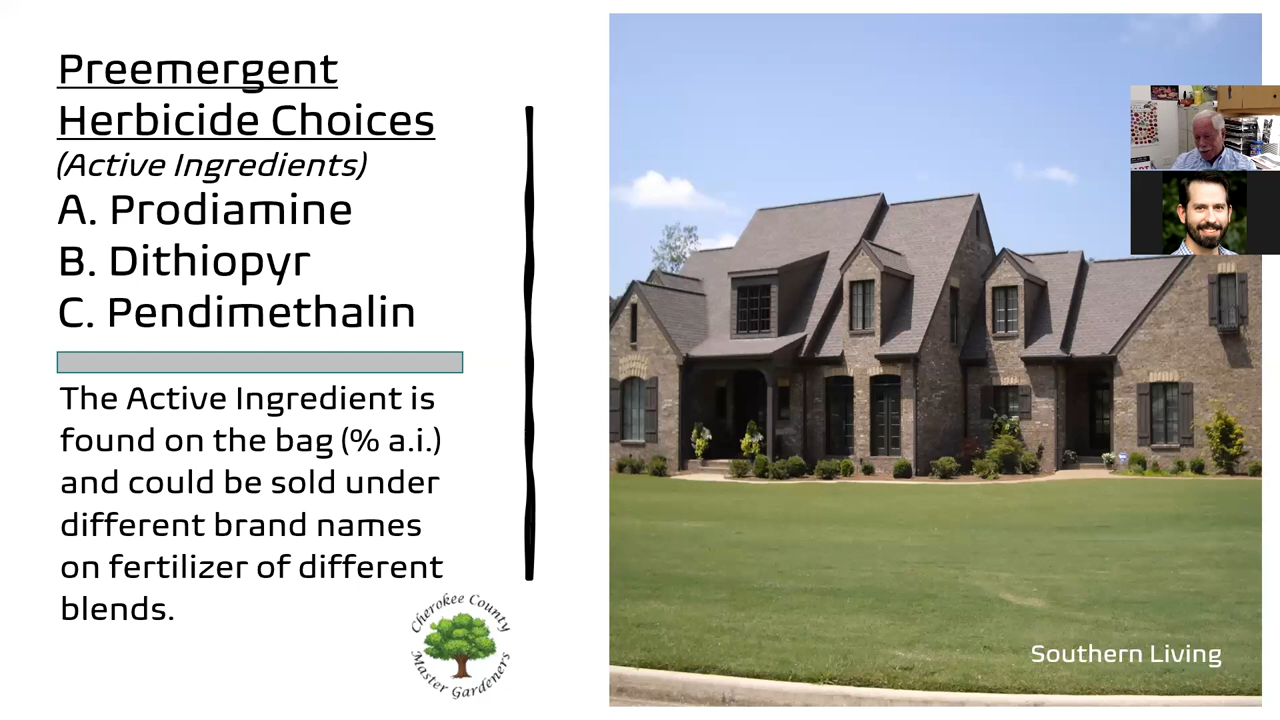 Preemergent
Herbicide Choices
(Active Ingredients)
A. Prodiamine
B. Dithiopyr
C. Pendimethalin
The Active Ingredient is
found on the bag (% a.i.)
and could be sold under
different brand names
on fertilizer of different
blends.
Cherokee County
Master Gardeners
Southern Living